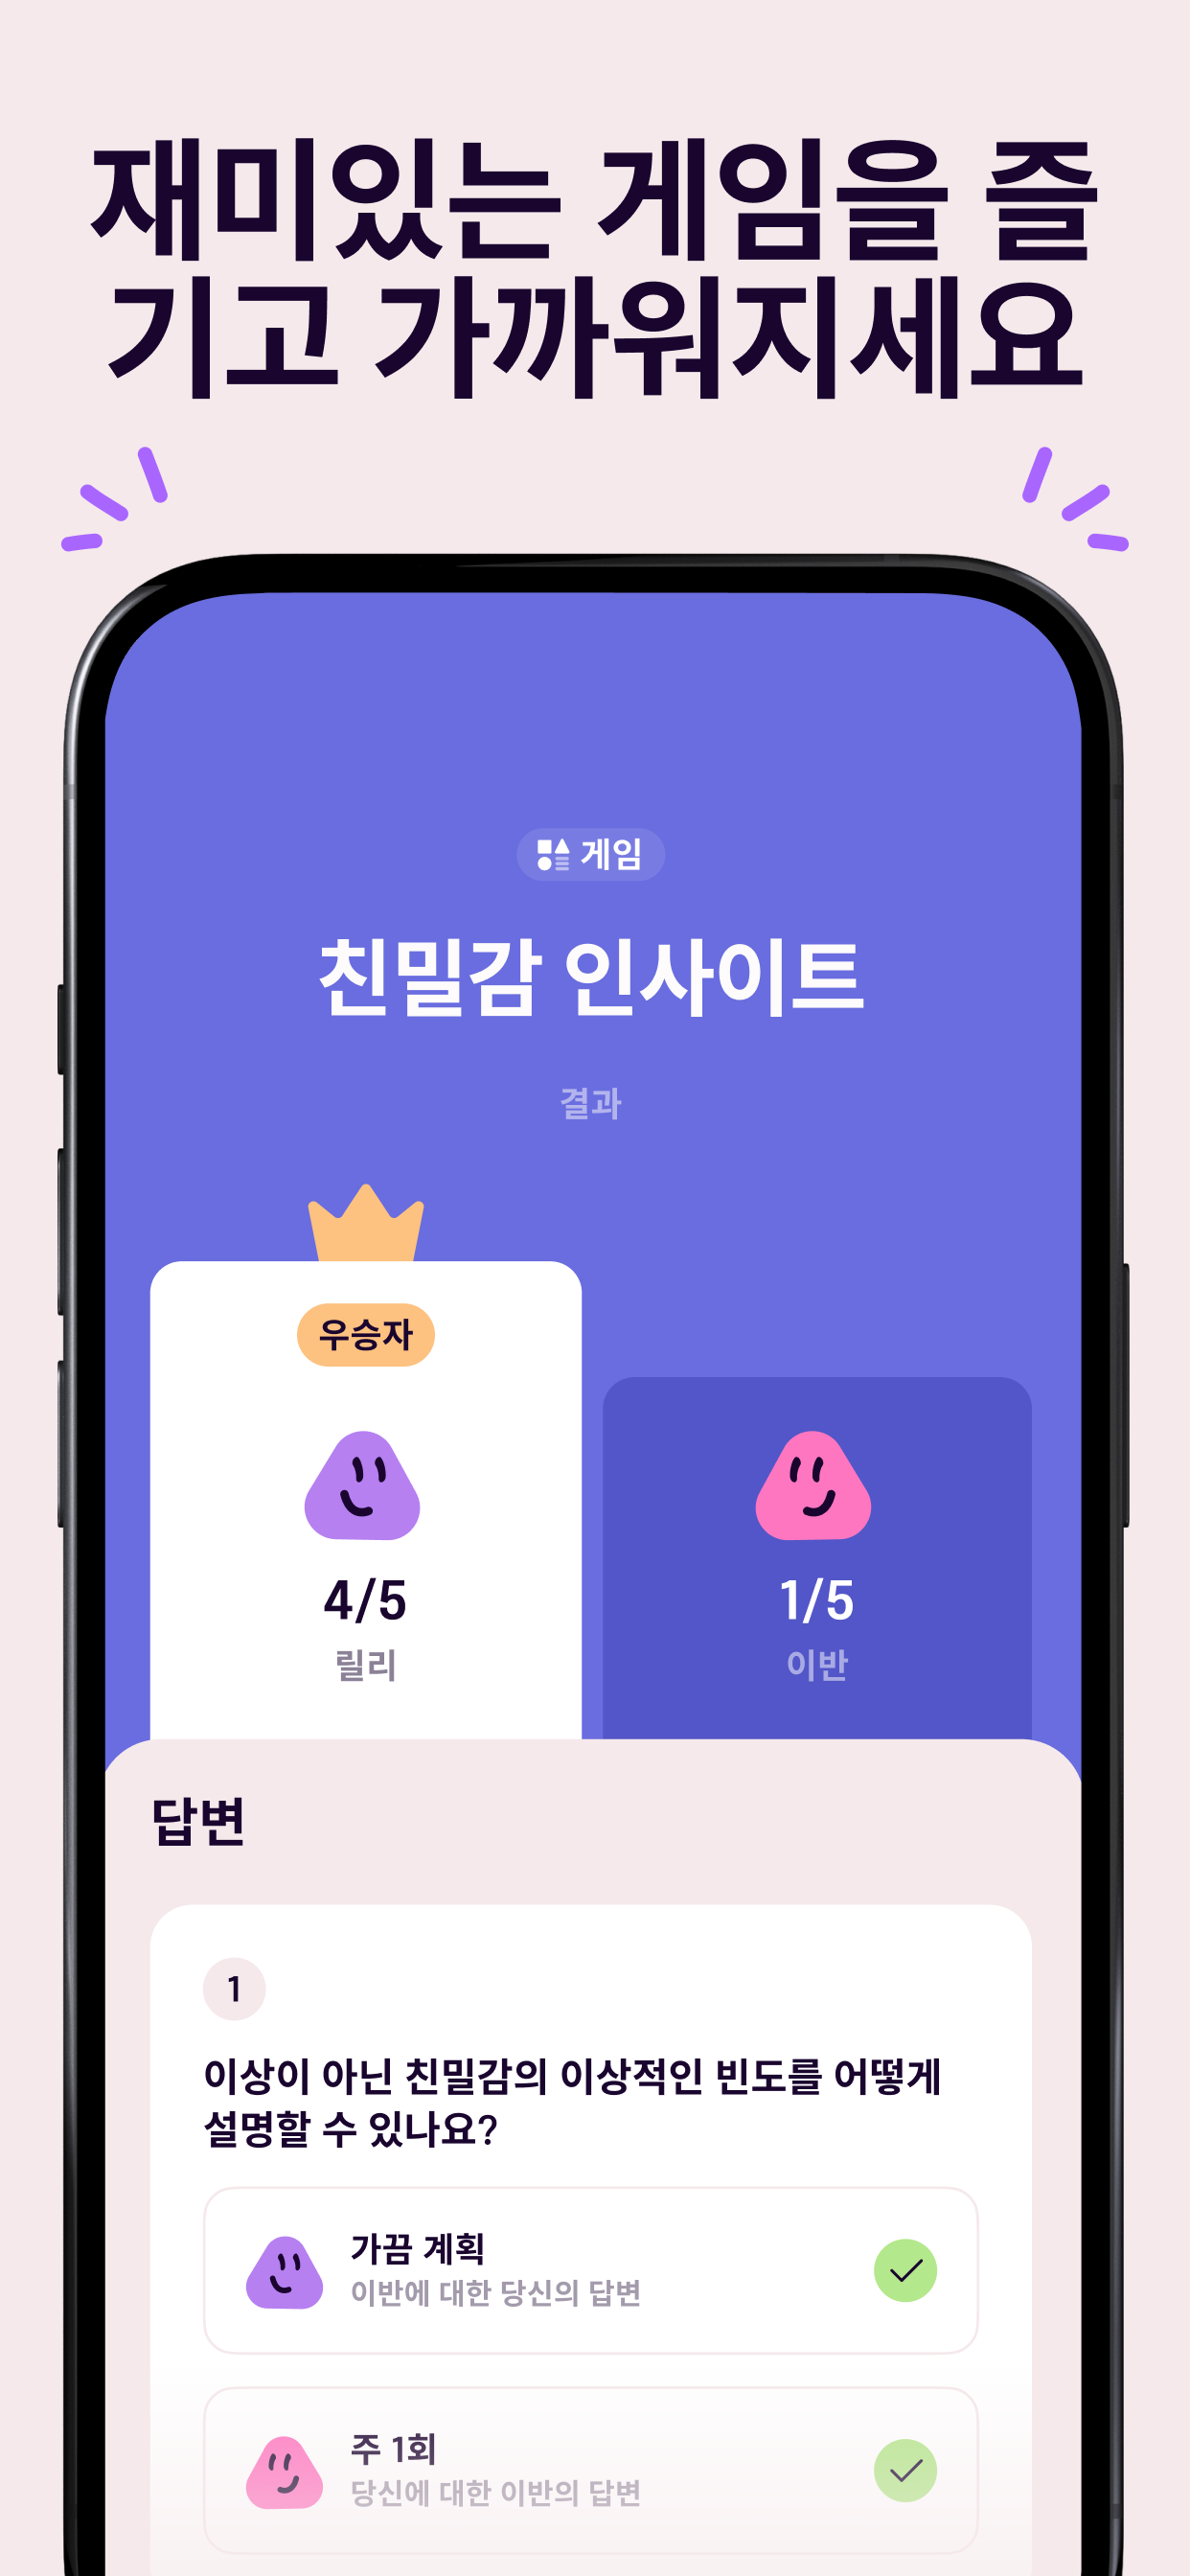 재미있는 게임을 즐
기고 가까워지세요
게임
친밀감 인사이트
결과
우승자
4/5
릴리
1/5
이반
답변
1
이상이 아닌 친밀감의 이상적인 빈도를 어떻게
설명할 수 있나요?
가끔 계획
이반에 대한 당신의 답변
주 1회
당신에 대한 이반의 답변